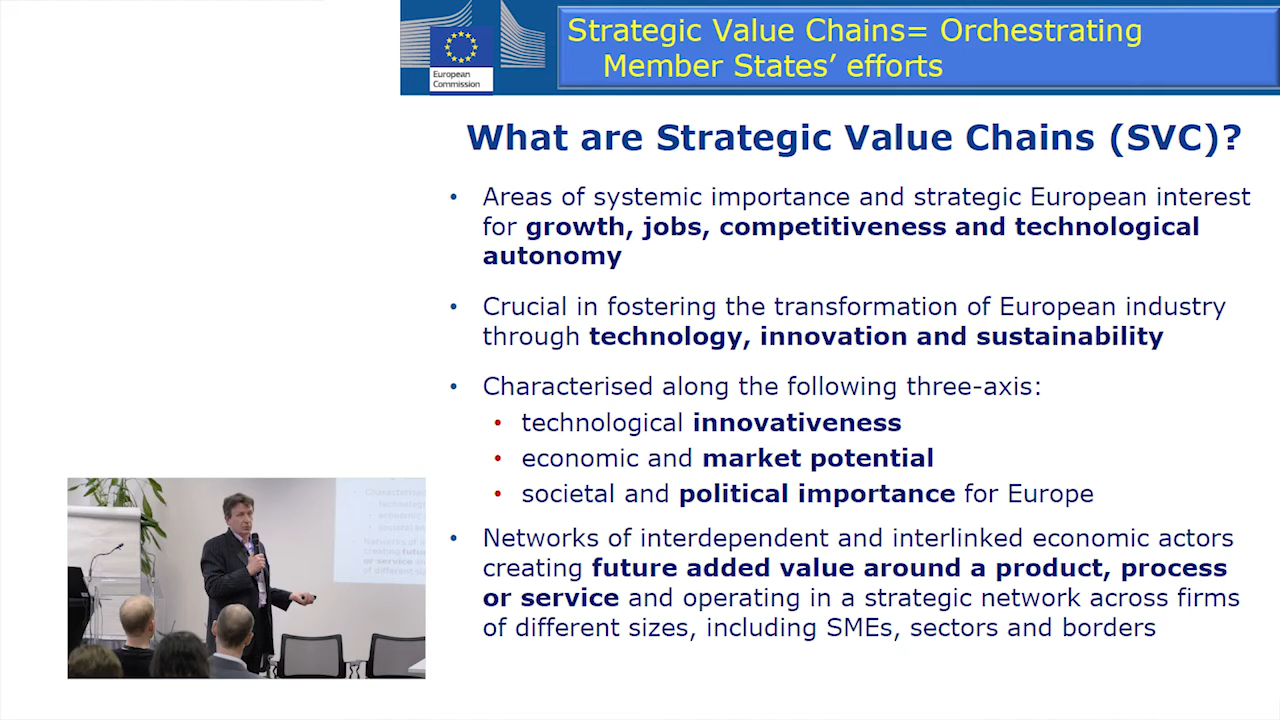 European
Commission
Strategic Value Chains= Orchestrating
Member States’ efforts
What are Strategic Value Chains (SVC)?
• Areas of systemic importance and strategic European interest
for growth, jobs, competitiveness and technological
autonomy
• Crucial in fostering the transformation of European industry
through technology, innovation and sustainability
• Characterised along the following three-axis:
• technological innovativeness
• economic and market potential
• societal and political importance for Europe
• Networks of interdependent and interlinked economic actors
creating future added value around a product, process
or service and operating in a strategic network across firms
of different sizes, including SMEs, sectors and borders